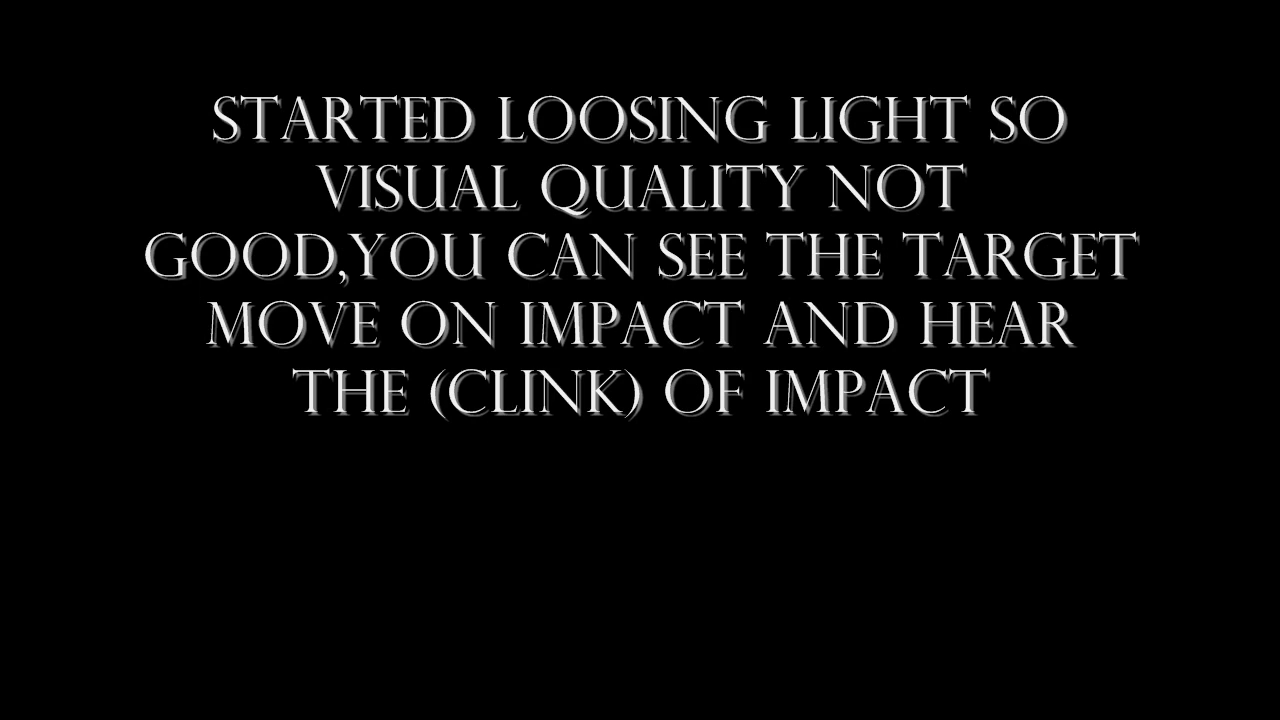 STARTED LOOSING LIGHT SO
VISUAL QUALITY NOT
GOOD,YOU CAN SEE THE TARGET
MOVE ON IMPACT AND HEAR
THE (CLINK) OF IMPACT